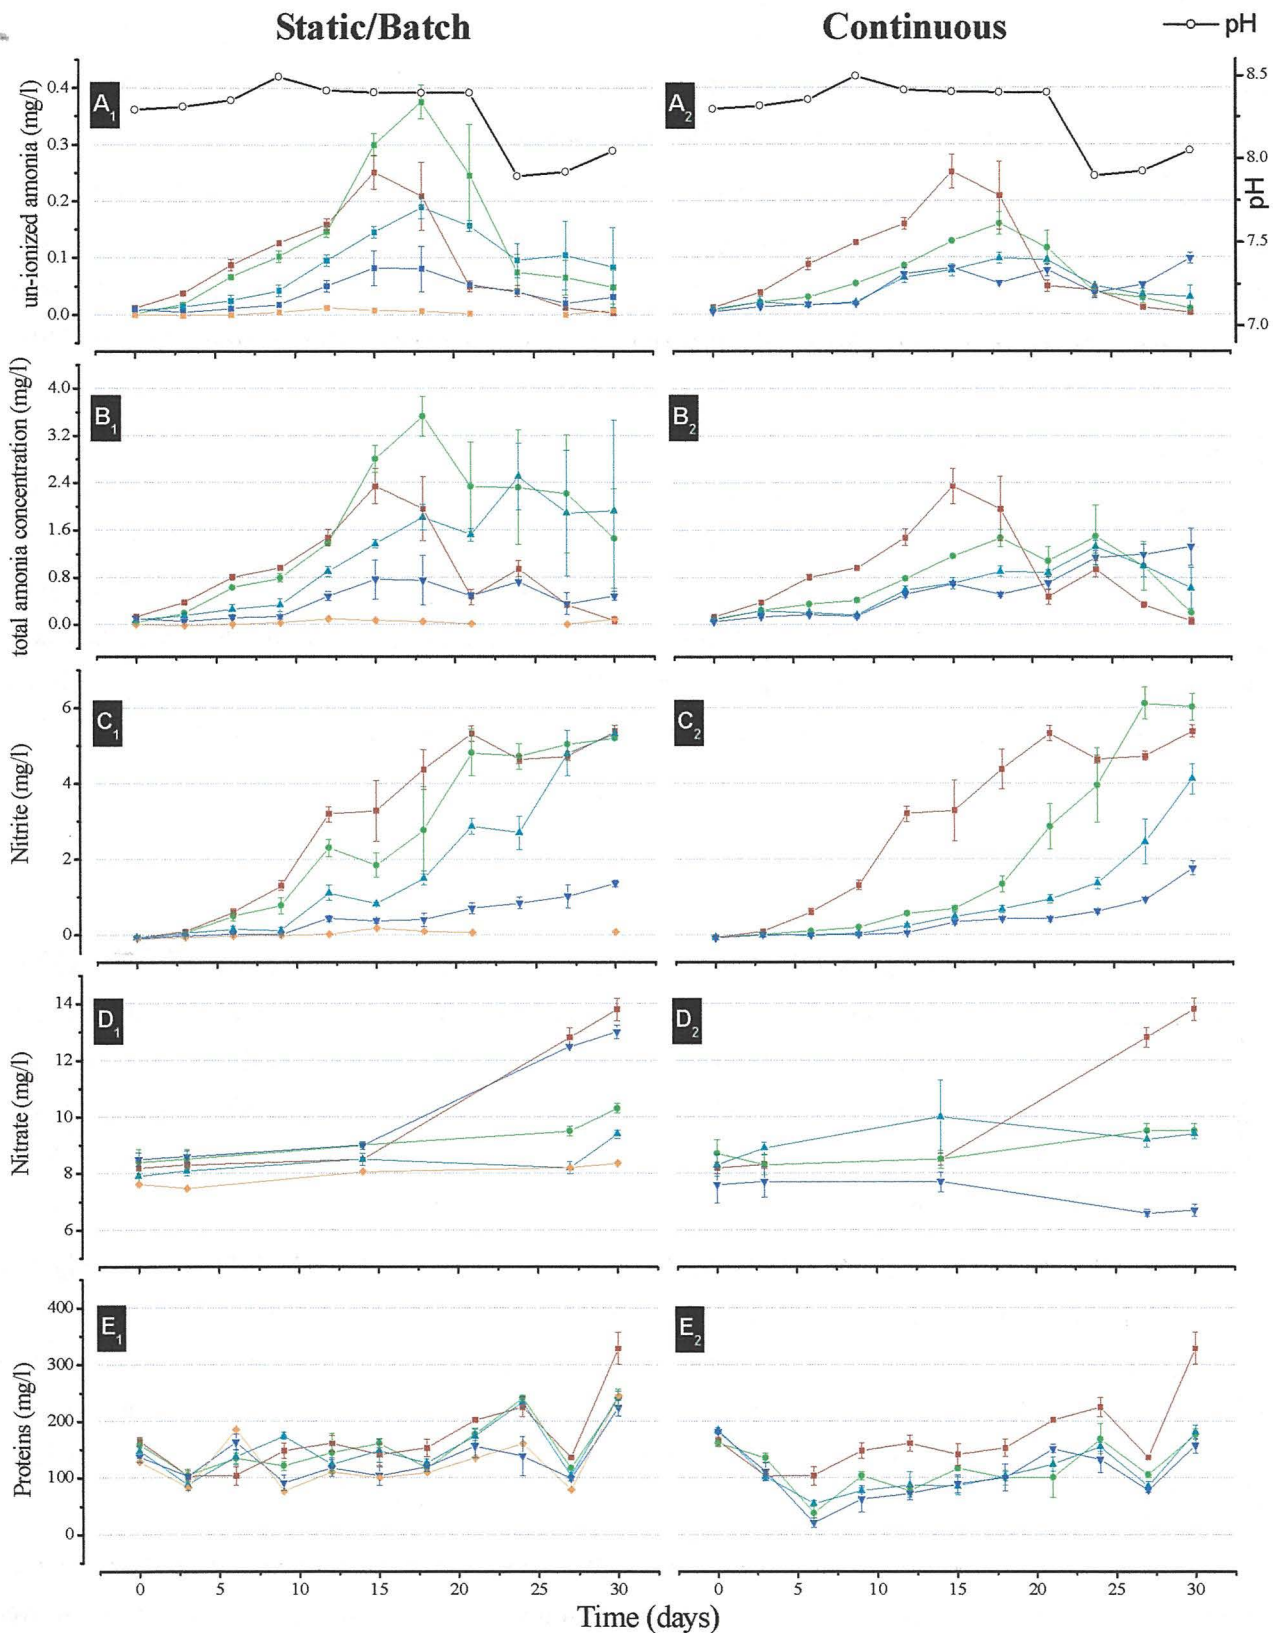 Static/Batch
Continuous
pH
un-ionized amonia (mg/l)
0.4
0.3
0.2
0.1
0.0
A1
A2
8.5
8.0
7.5
7.0
pH
total amonia concentration (mg/l)
4.0
3.2
2.4
1.6
0.8
0.0
B1
B2
Nitrite (mg/l)
6
4
2
0
C1
C2
Nitrate (mg/l)
14
12
10
8
6
D1
D2
Proteins (mg/l)
400
300
200
100
0
E1
E2
0 5 10 15 20 25 30
0 5 10 15 20 25 30
Time (days)